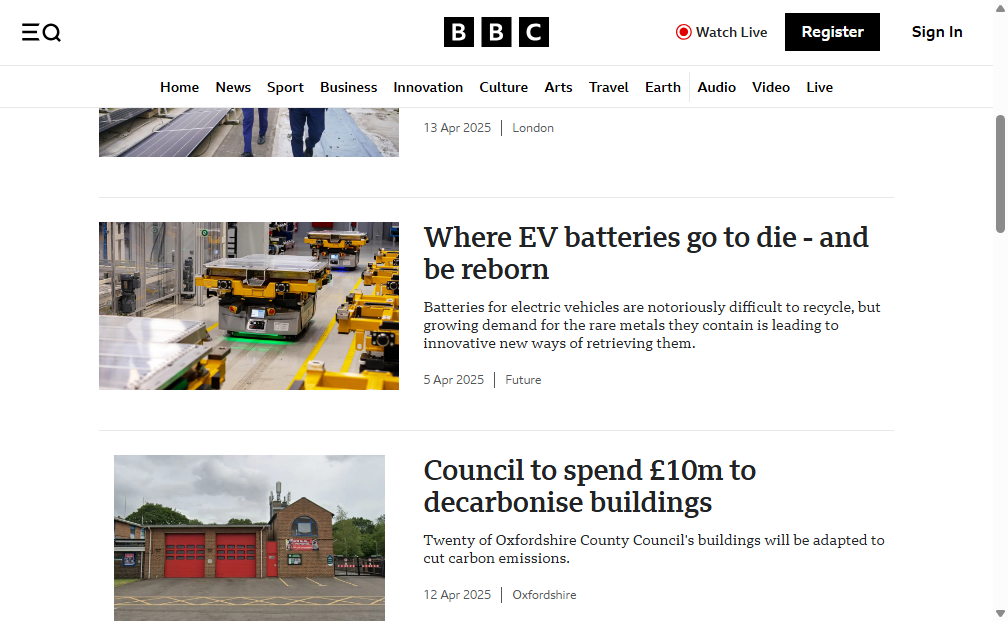 BBC
Watch Live
Register
Sign In
Home News Sport Business Innovation Culture Arts Travel Earth Audio Video Live
13 Apr 2025 | London
Where EV batteries go to die - and
be reborn
Batteries for electric vehicles are notoriously difficult to recycle, but
growing demand for the rare metals they contain is leading to
innovative new ways of retrieving them.
5 Apr 2025 | Future
Council to spend £10m to
decarbonise buildings
Twenty of Oxfordshire County Council's buildings will be adapted to
cut carbon emissions.
12 Apr 2025 | Oxfordshire